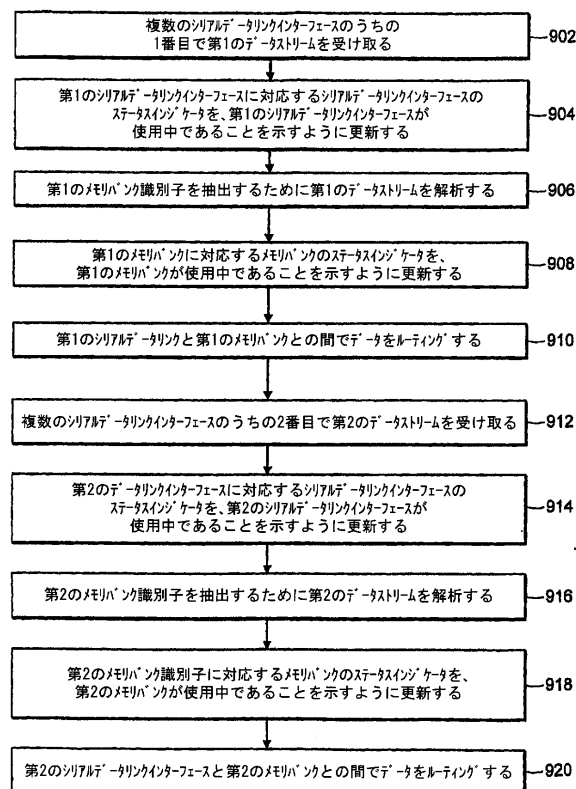 複数のシリアルデータリンクインターフェースのうちの
1番目で第1のデータストリームを受け取る
902
第1のシリアルデータリンクインターフェースに対応するシリアルデータインターフェースの
ステータスインジケータを、第1のシリアルデータリンクインターフェースが
使用中であることを示すように更新する
904
第1のメモリバンク識別子を抽出するために第1のデータストリームを解析する
906
第1のメモリバンクに対応するメモリバンクのステータスインジケータを、
第1のメモリバンクが使用中であることを示すように更新する
908
第1のシリアルデータリンクと第1のメモリバンクとの間でデータをルーティングする
910
複数のシリアルデータリンクインターフェースのうちの2番目で第2のデータストリームを受け取る
912
第2のデータリンクインターフェースに対応するシリアルデータリンクインターフェースの
ステータスインジケータを、第2のシリアルデータリンクインターフェースが
使用中であることを示すように更新する
914
第2のメモリバンク識別子を抽出するために第2のデータストリームを解析する
916
第2のメモリバンク識別子に対応するメモリバンクのステータスインジケータを、
第2のメモリバンクが使用中であることを示すように更新する
918
第2のシリアルデータリンクインターフェースと第2のメモリバンクとの間でデータをルーティングする
920